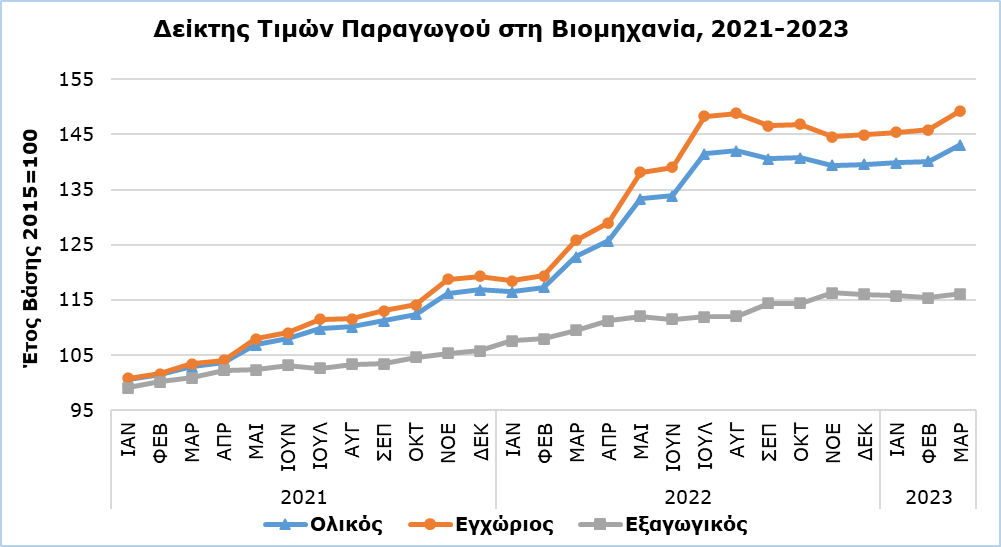 Δείκτης Τιμών Παραγωγού στη Βιομηχανία, 2021-2023
Έτος Βάσης 2015=100
155
145
135
125
115
105
95
ΙΑΝ ΦΕΒ ΜΑΡ ΑΠΡ ΜΑΙ ΙΟΥΝ ΙΟΥΛ ΑΥΓ ΣΕΠ ΟΚΤ ΝΟΕ ΔΕΚ ΙΑΝ ΦΕΒ ΜΑΡ ΑΠΡ ΜΑΙ ΙΟΥΝ ΙΟΥΛ ΑΥΓ ΣΕΠ ΟΚΤ ΝΟΕ ΔΕΚ ΙΑΝ ΦΕΒ ΜΑΡ
2021 2022 2023
Ολικός Εγχώριος Εξαγωγικός